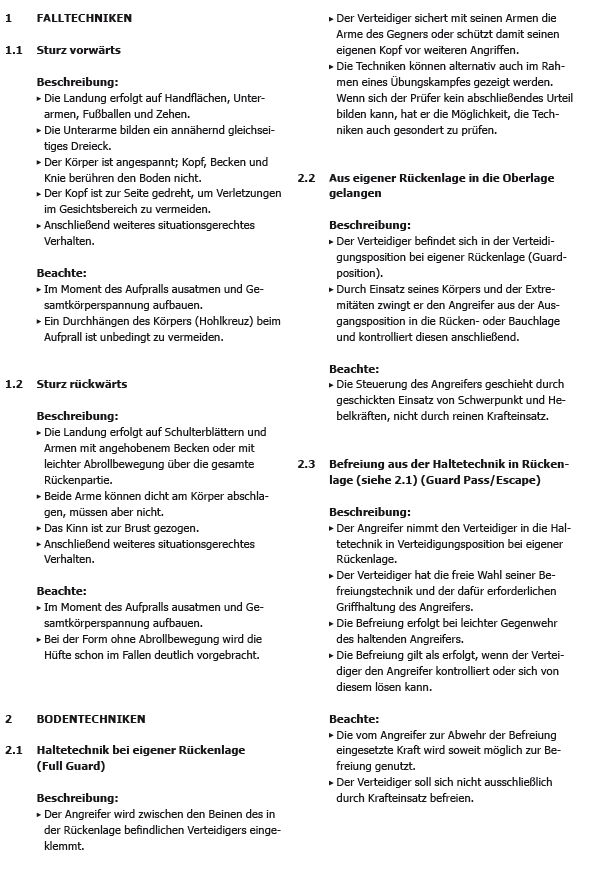 1 FALLTECHNIKEN
1.1 Sturz vorwärts
Beschreibung:
▸ Die Landung erfolgt auf Handflächen, Unter-
armen, Fußballen und Zehen.
▸ Die Unterarme bilden ein annähernd gleichsei-
tiges Dreieck.
▸ Der Körper ist angespannt; Kopf, Becken und
Knie berühren den Boden nicht.
▸ Der Kopf ist zur Seite gedreht, um Verletzungen
im Gesichtsbereich zu vermeiden.
▸ Anschließend weiteres situationsgerechtes
Verhalten.
Beachte:
▸ Im Moment des Aufpralls ausatmen und Ge-
samtkörperspannung aufbauen.
▸ Ein Durchhängen des Körpers (Hohlkreuz) beim
Aufprall ist unbedingt zu vermeiden.
1.2 Sturz rückwärts
Beschreibung:
▸ Die Landung erfolgt auf Schulterblättern und
Armen mit angehobenem Becken oder mit
leichter Abrollbewegung über die gesamte
Rückenpartie.
▸ Beide Arme können dicht am Körper abschla-
gen, müssen aber nicht.
▸ Das Kinn ist zur Brust gezogen.
▸ Anschließend weiteres situationsgerechtes
Verhalten.
Beachte:
▸ Im Moment des Aufpralls ausatmen und Ge-
samtkörperspannung aufbauen.
▸ Bei der Form ohne Abrollbewegung wird die
Hüfte schon im Fallen deutlich vorgebracht.
2 BODENTECHNIKEN
2.1 Haltetechnik bei eigener Rückenlage
(Full Guard)
Beschreibung:
▸ Der Angreifer wird zwischen den Beinen des in
der Rückenlage befindlichen Verteidigers einge-
klemmt.
▸ Der Verteidiger sichert mit seinen Armen die
Arme des Gegners oder schützt damit seinen
eigenen Kopf vor weiteren Angriffen.
▸ Die Techniken können alternativ auch im Rah-
men eines Übungskampfes gezeigt werden.
Wenn sich der Prüfer kein abschließendes Urteil
bilden kann, hat er die Möglichkeit, die Tech-
niken auch gesondert zu prüfen.
2.2 Aus eigener Rückenlage in die Oberlage
gelangen
Beschreibung:
▸ Der Verteidiger befindet sich in der Verteidi-
gungsposition bei eigener Rückenlage (Guard-
position).
▸ Durch Einsatz seines Körpers und der Extre-
mitäten zwingt er den Angreifer aus der Aus-
gangsposition in die Rücken- oder Bauchlage
und kontrolliert diesen anschließend.
Beachte:
▸ Die Steuerung des Angreifers geschieht durch
geschickten Einsatz von Schwerpunkt und He-
belkräften, nicht durch reinen Krafteinsatz.
2.3 Befreiung aus der Haltetechnik in Rücken-
lage (siehe 2.1) (Guard Pass/Escape)
Beschreibung:
▸ Der Angreifer nimmt den Verteidiger in die Hal-
tetechnik in Verteidigungsposition bei eigener
Rückenlage.
▸ Der Verteidiger hat die freie Wahl seiner Be-
freiungstechnik und der dafür erforderlichen
Griffhaltung des Angreifers.
▸ Die Befreiung erfolgt bei leichter Gegenwehr
des haltenden Angreifers.
▸ Die Befreiung gilt als erfolgt, wenn der Vertei-
diger den Angreifer kontrolliert oder sich von
diesem lösen kann.
Beachte:
▸ Die vom Angreifer zur Abwehr der Befreiung
eingesetzte Kraft wird soweit möglich zur Be-
freiung genutzt.
▸ Der Verteidiger soll sich nicht ausschließlich
durch Krafteinsatz befreien.